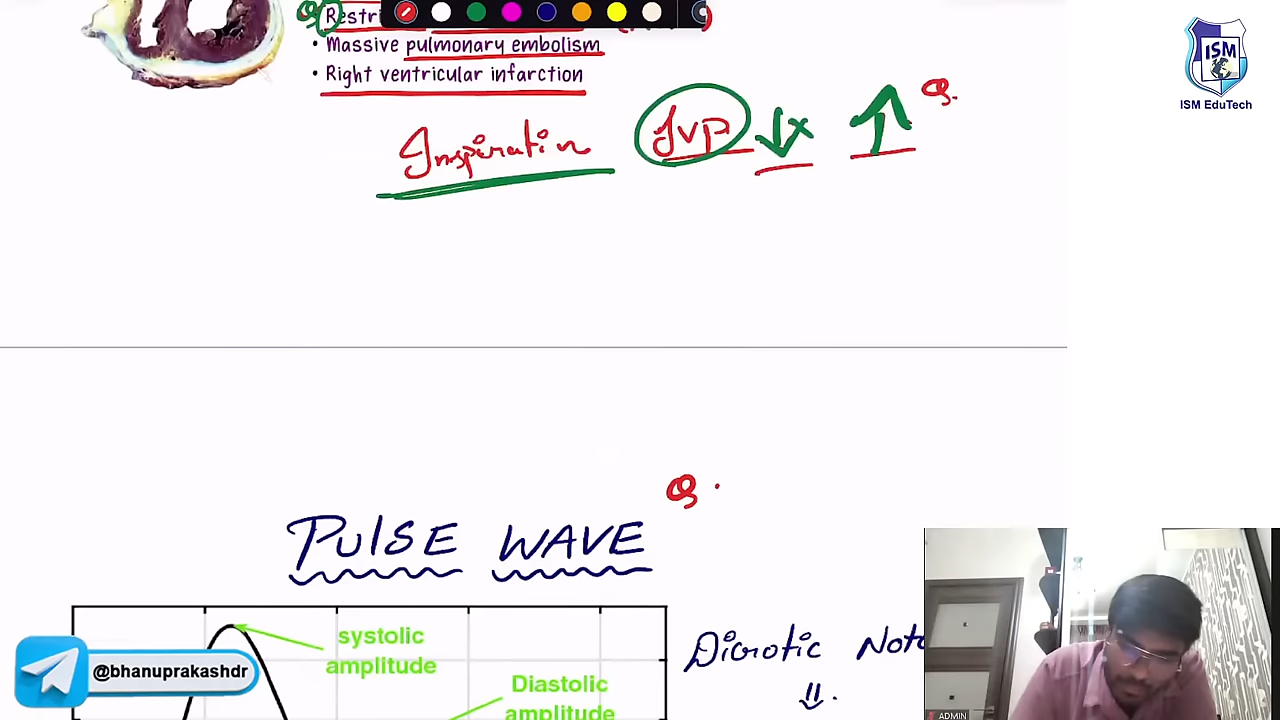 Restri
• Massive pulmonary embolism
• Right ventricular infarction
ISM
ISM EduTech
Inspiration JVP ↓x ↑ Q.
Q.
PULSE WAVE
systolic
amplitude
Diastolic
amplitude
Dicrotic Notc
⇓.
@bhanuprakashdr
ADMIN